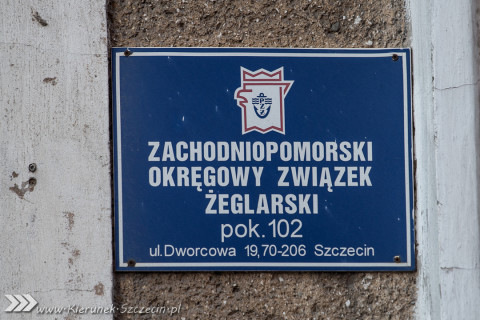 ZACHODNIOPOMORSKI
OKRĘGOWY ZWIĄZEK
ŻEGLARSKI
pok.102
ul.Dworcowa 19,70-206 Szczecin
www.Kierunek-Szczecin.pl